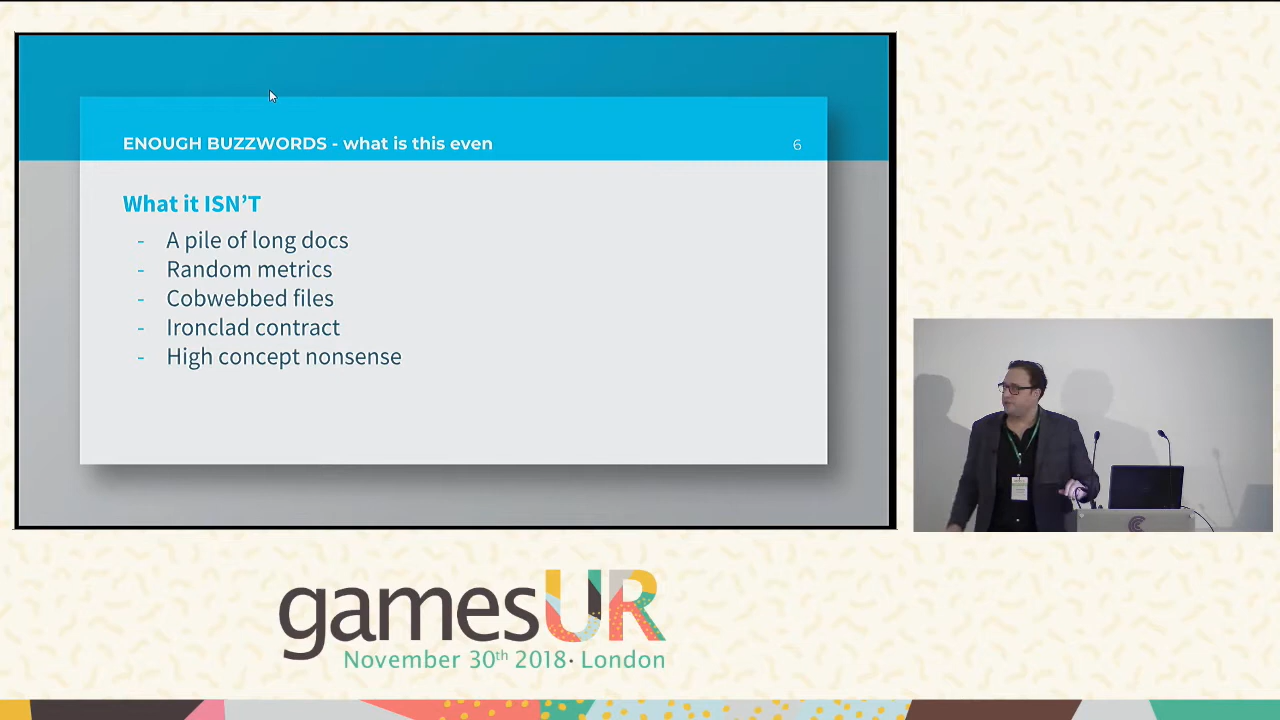 ENOUGH BUZZWORDS - what is this even
6
What it ISN'T
- A pile of long docs
- Random metrics
- Cobwebbed files
- Ironclad contract
- High concept nonsense
gamesUR
November 30th 2018 · London